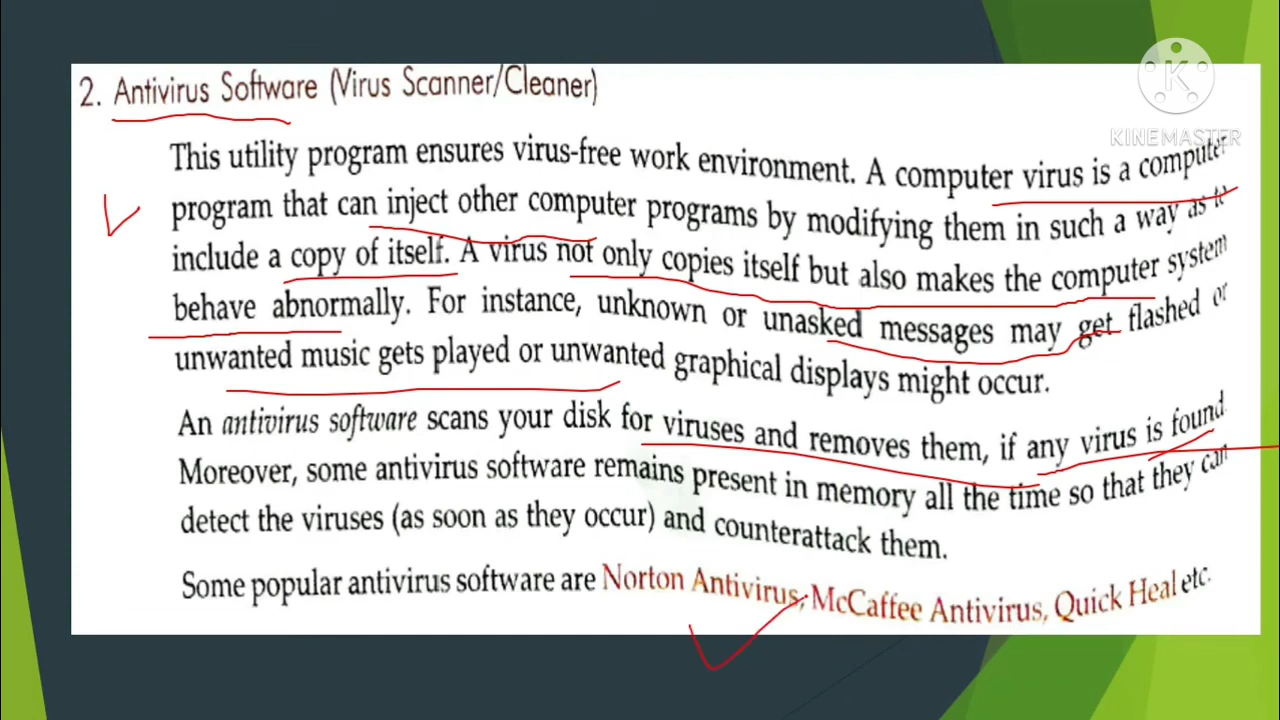 KINEMASTER
2. Antivirus Software (Virus Scanner/Cleaner)
This utility program ensures virus-free work environment. A computer virus is a computer
program that can inject other computer programs by modifying them in such a way as it
include a copy of itself. A virus not only copies itself but also makes the computer system
behave abnormally. For instance, unknown or unasked messages may get flashed or
unwanted music gets played or unwanted graphical displays might occur.
An antivirus software scans your disk for viruses and removes them, if any virus is found
Moreover, some antivirus software remains present in memory all the time so that they can
detect the viruses (as soon as they occur) and counterattack them.
Some popular antivirus software are Norton Antivirus, McCaffee Antivirus, Quick Heal etc.